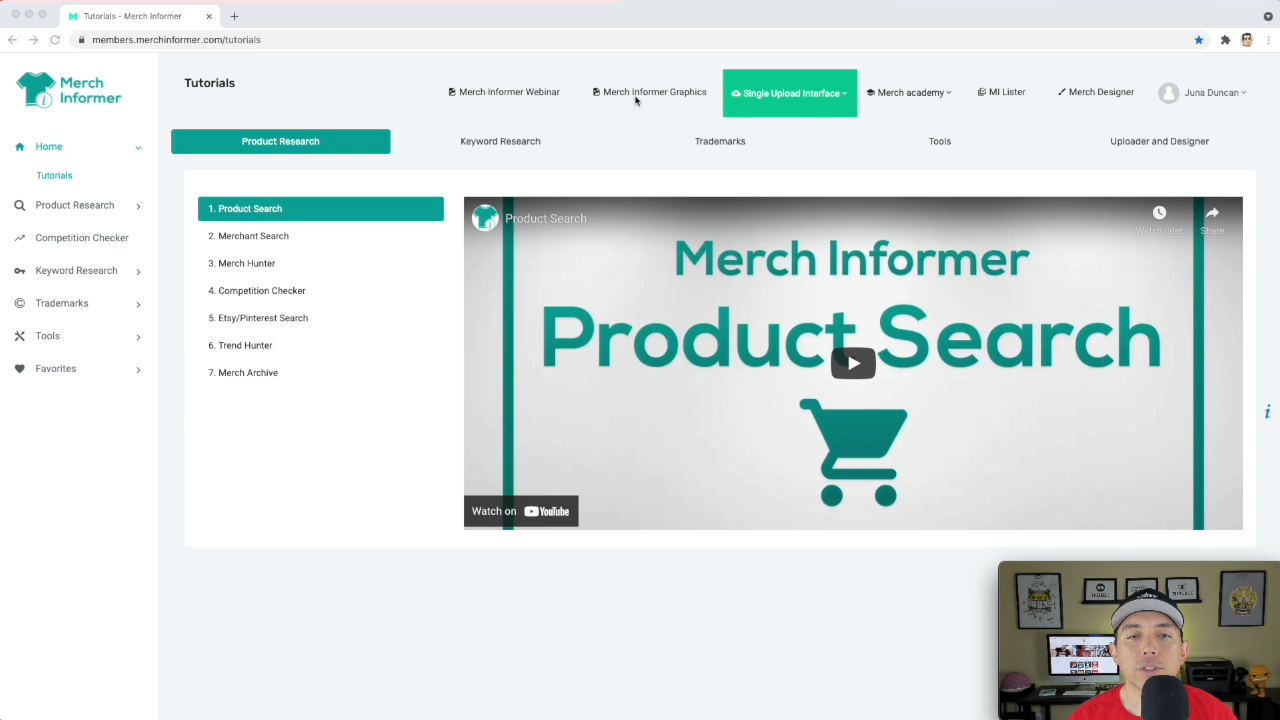 Tutorials - Merch Informer
members.merchinformer.com/tutorials
Merch
Informer
Tutorials
Merch Informer Webinar
Merch Informer Graphics
Single Upload Interface
Merch academy
MI Lister
Merch Designer
Juna Duncan
Home
Tutorials
Product Research
Competition Checker
Keyword Research
Trademarks
Tools
Favorites
Product Research
Keyword Research
Trademarks
Tools
Uploader and Designer
1. Product Search
2. Merchant Search
3. Merch Hunter
4. Competition Checker
5. Etsy/Pinterest Search
6. Trend Hunter
7. Merch Archive
Product Search
Watch later
Share
Merch Informer
Product Search
Watch on YouTube
i